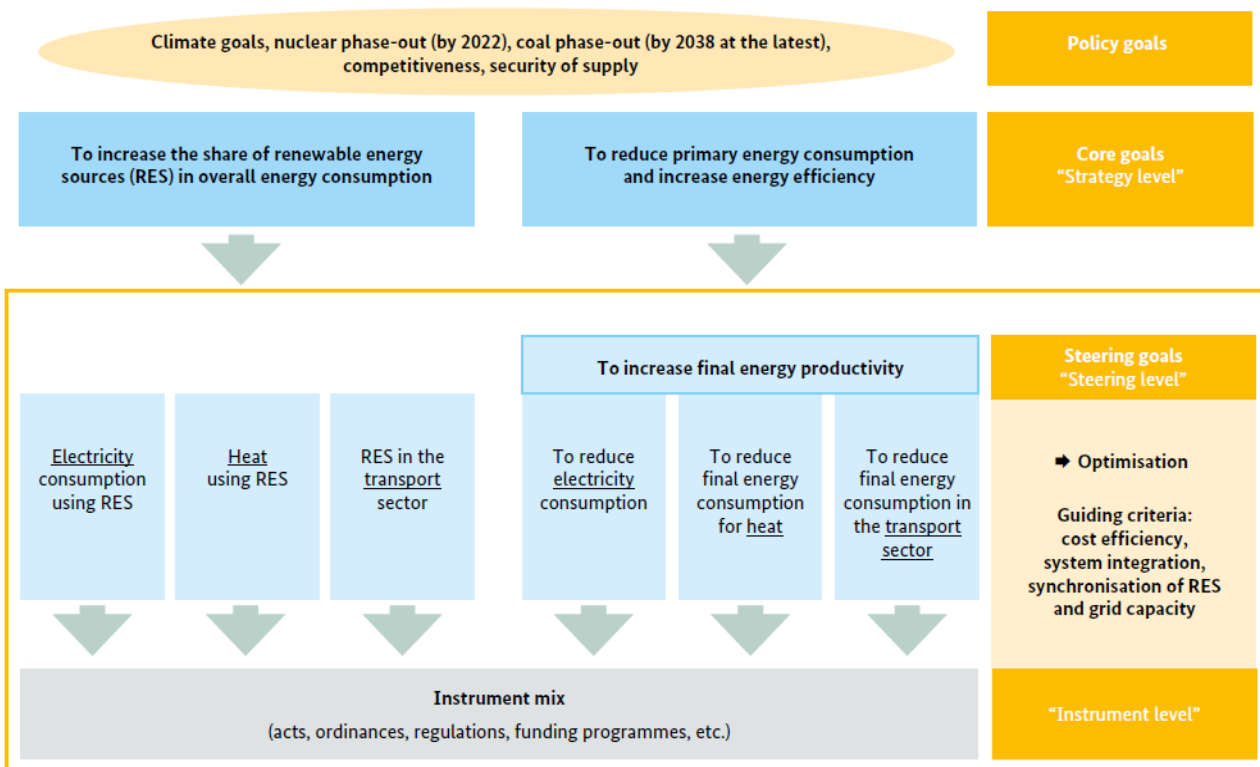 Climate goals, nuclear phase-out (by 2022), coal phase-out (by 2038 at the latest),
competitiveness, security of supply
Policy goals
To increase the share of renewable energy
sources (RES) in overall energy consumption
To reduce primary energy consumption
and increase energy efficiency
Core goals
“Strategy level”
To increase final energy productivity
Steering goals
“Steering level”
Electricity
consumption
using RES
Heat
using RES
RES in the
transport
sector
To reduce
electricity
consumption
To reduce
final energy
consumption
for heat
To reduce
final energy
consumption in
the transport
sector
➡ Optimisation
Guiding criteria:
cost efficiency,
system integration,
synchronisation of RES
and grid capacity
Instrument mix
(acts, ordinances, regulations, funding programmes, etc.)
“Instrument level”